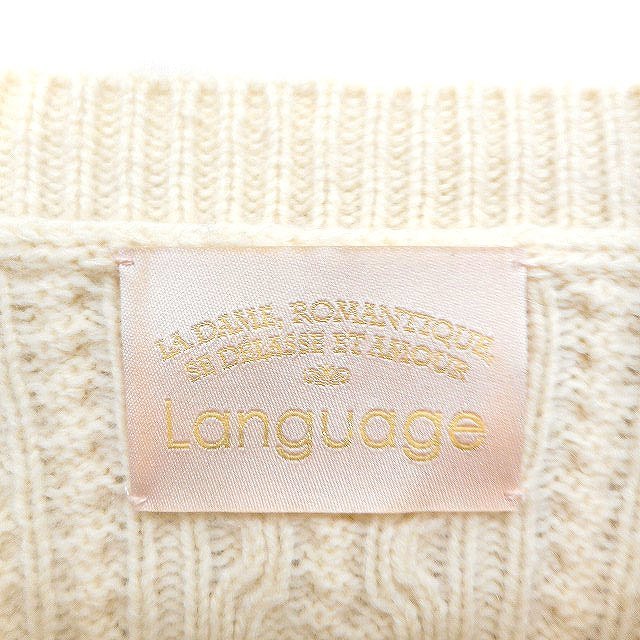 LA DAME ROMANTIQUE
SE DELASSE ET AMOUR
Language